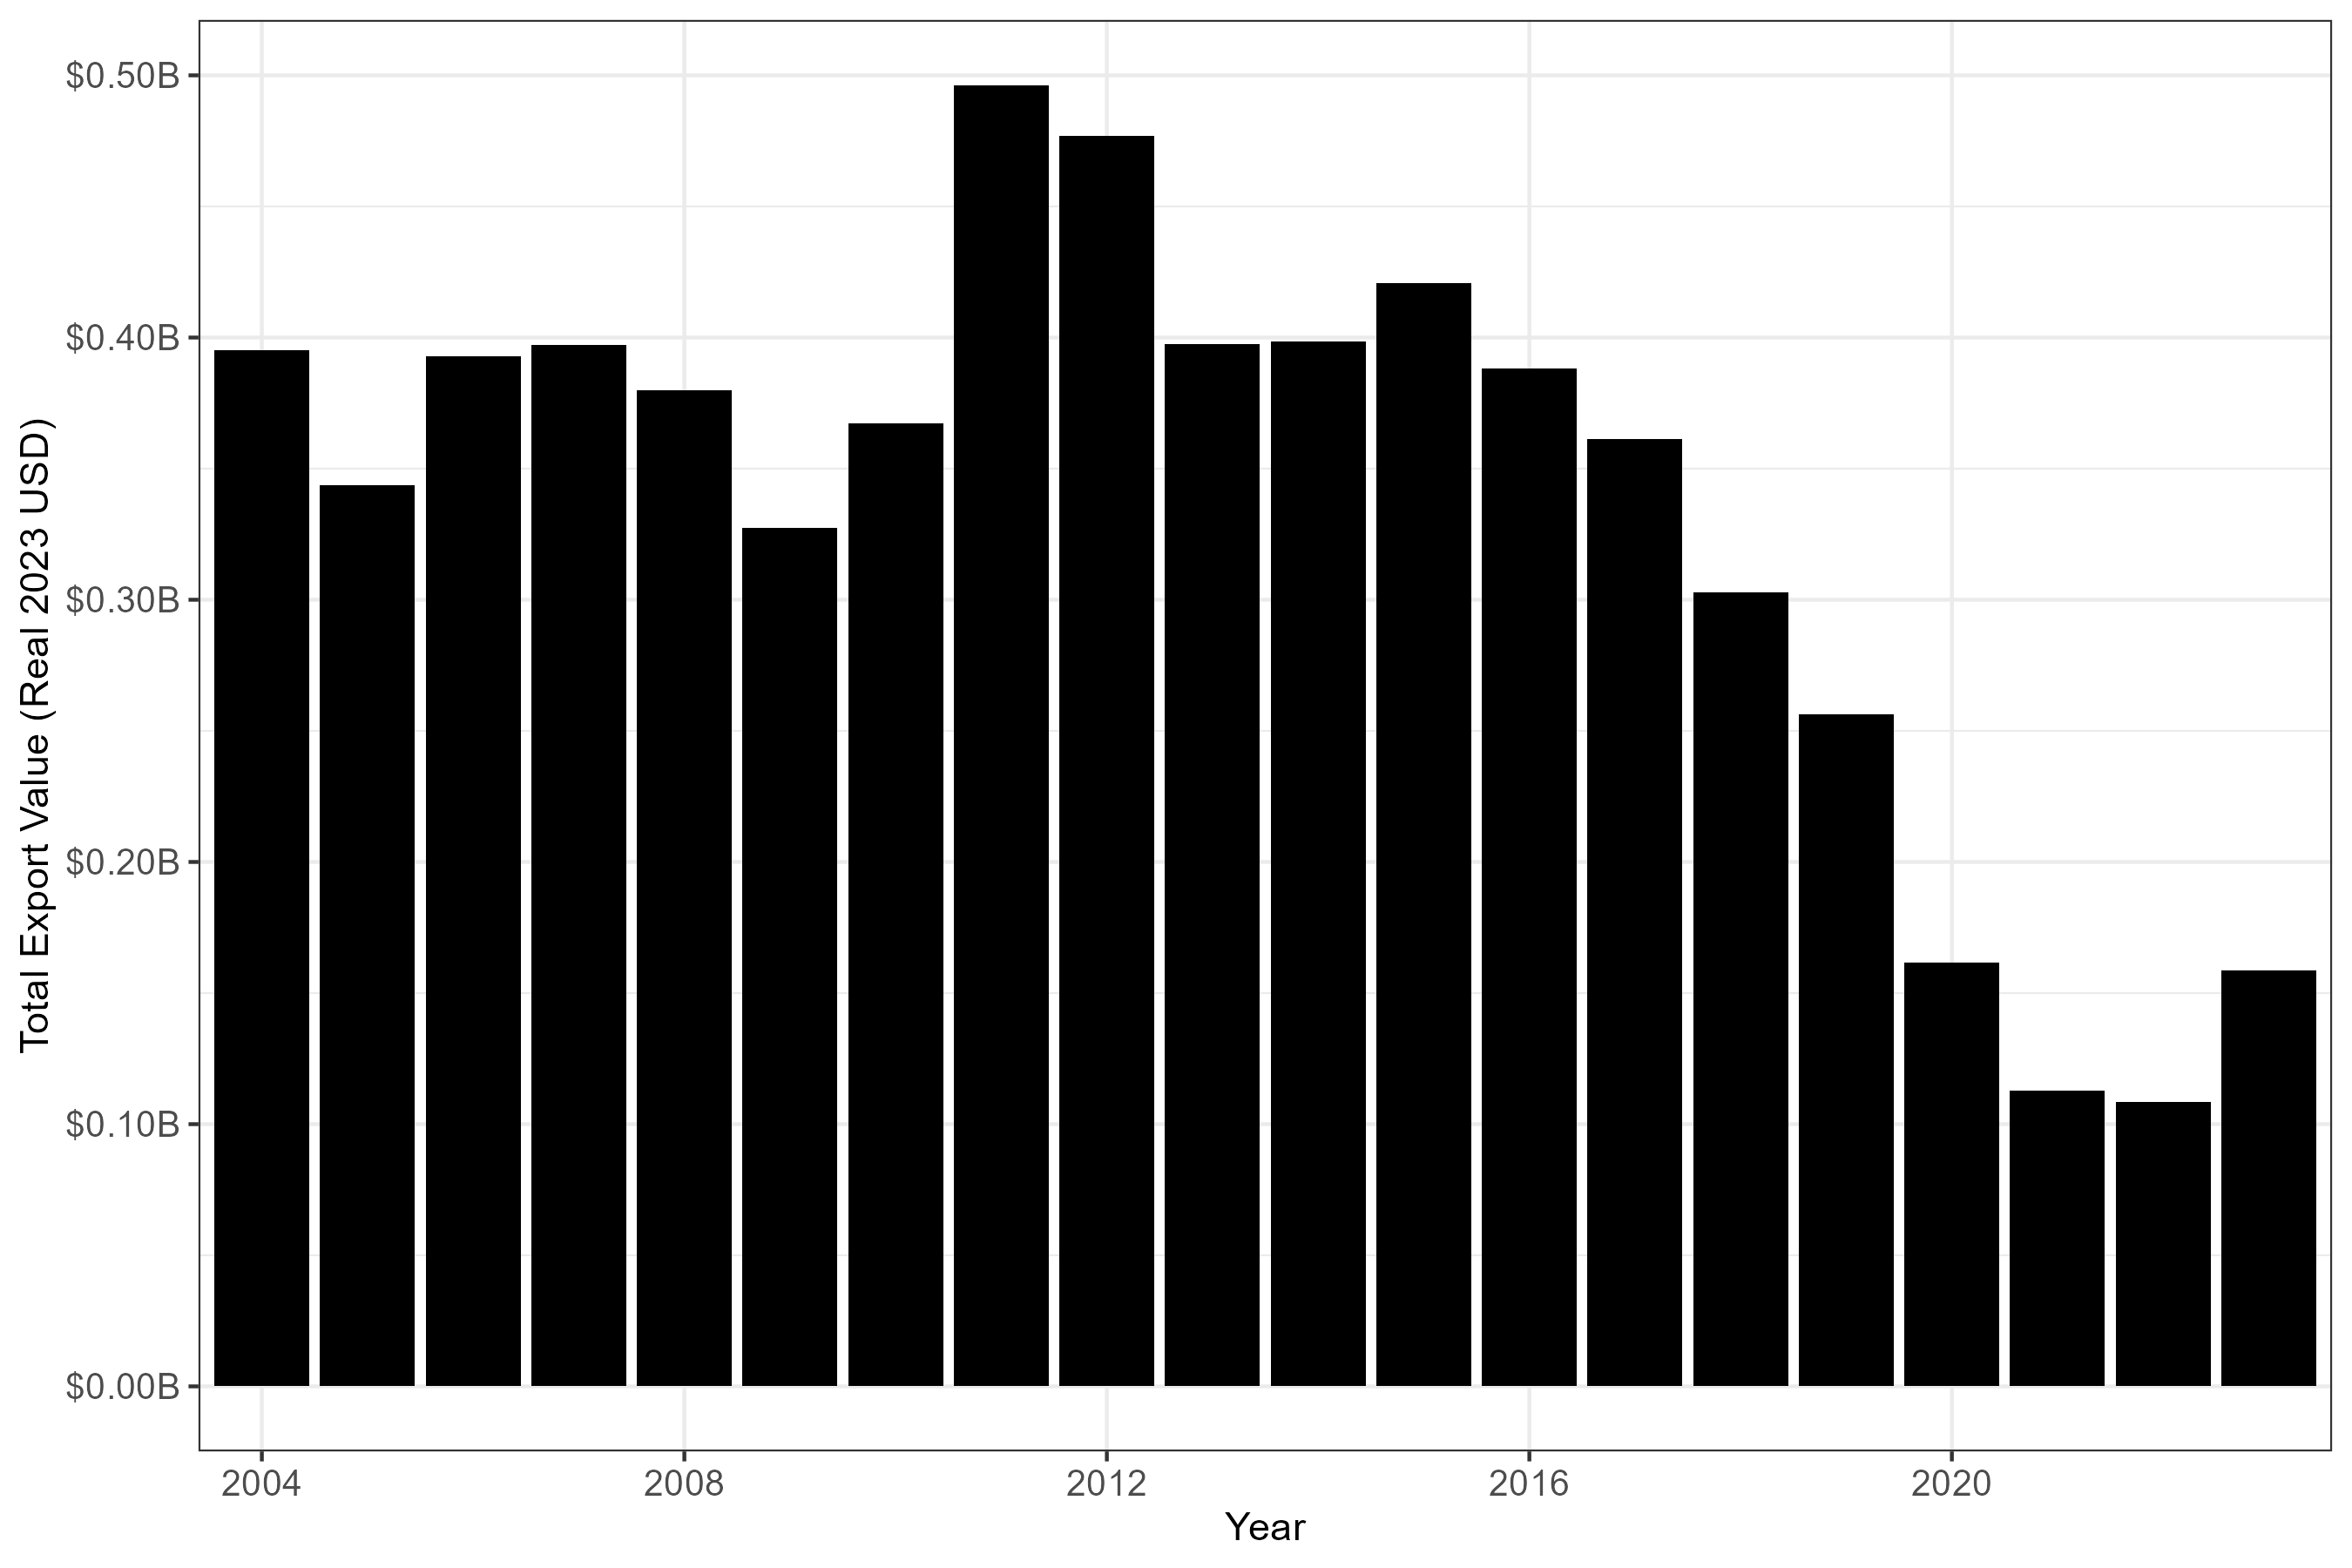 Total Export Value (Real 2023 USD)
$0.50B
$0.40B
$0.30B
$0.20B
$0.10B
$0.00B
2004 2008 2012 2016 2020
Year